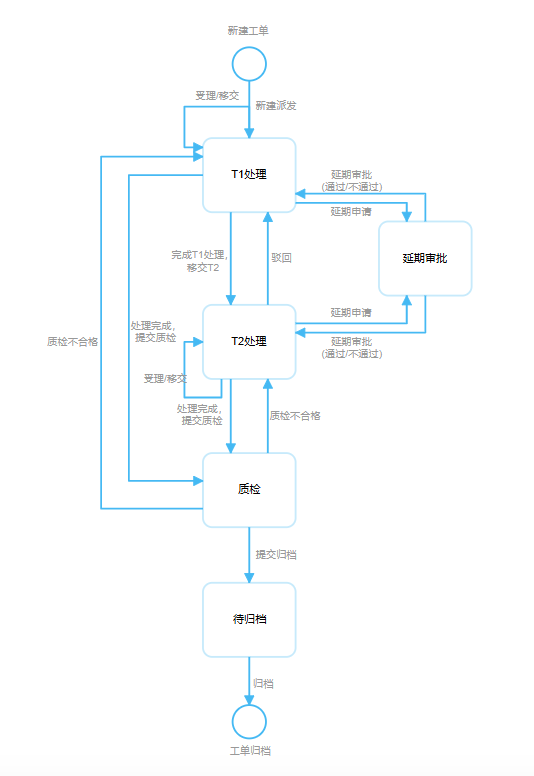 新建工单
受理/移交
新建派发
T1处理
延期审批
(通过/不通过)
延期申请
延期审批
完成T1处理,
移交T2
驳回
延期申请
T2处理
延期审批
(通过/不通过)
处理完成,
提交质检
质检不合格
受理/移交
处理完成,
提交质检
质检不合格
质检
提交归档
待归档
归档
工单归档